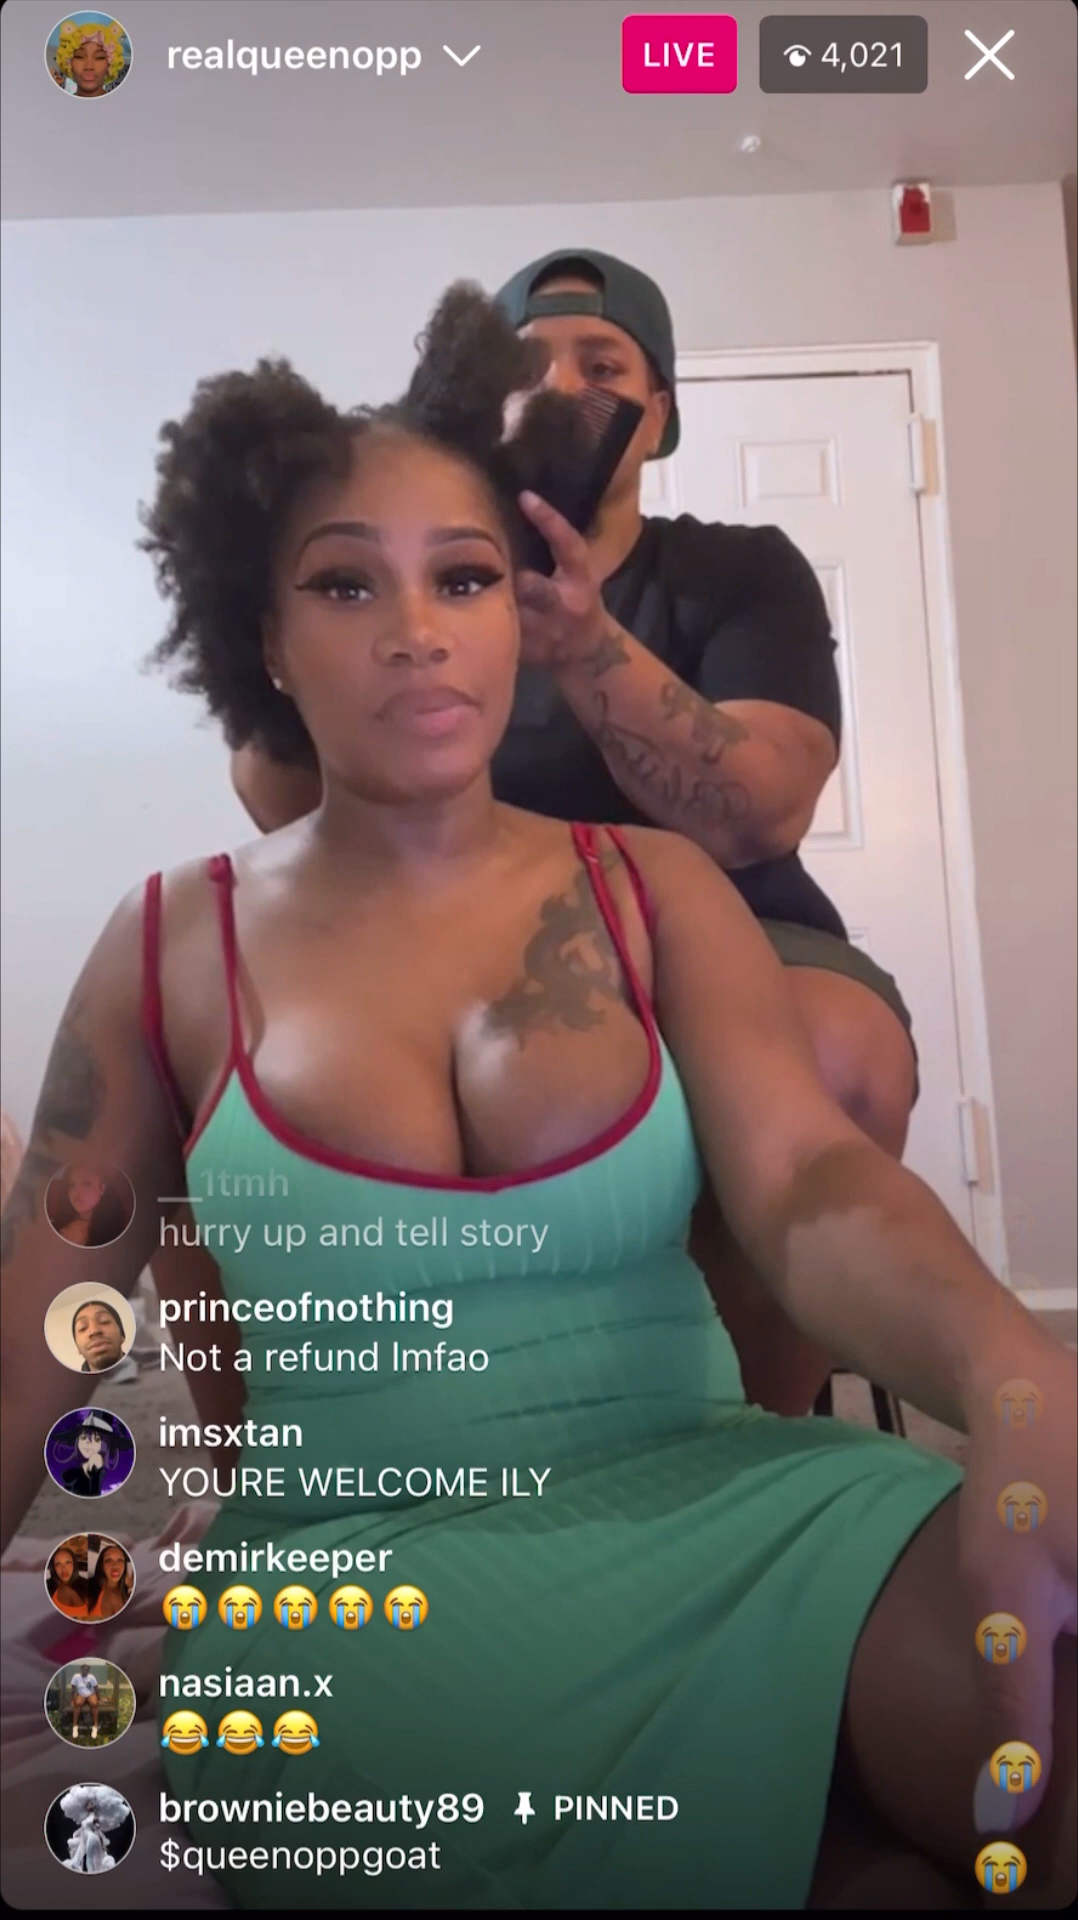 realqueenopp
LIVE
4,021
__1tmh
hurry up and tell story
princeofnothing
Not a refund lmfao
imsxtan
YOURE WELCOME ILY
demirkeeper
😭😭😭😭😭
nasiaan.x
😂😂😂
browniebeauty89 PINNED
$queenoppgoat